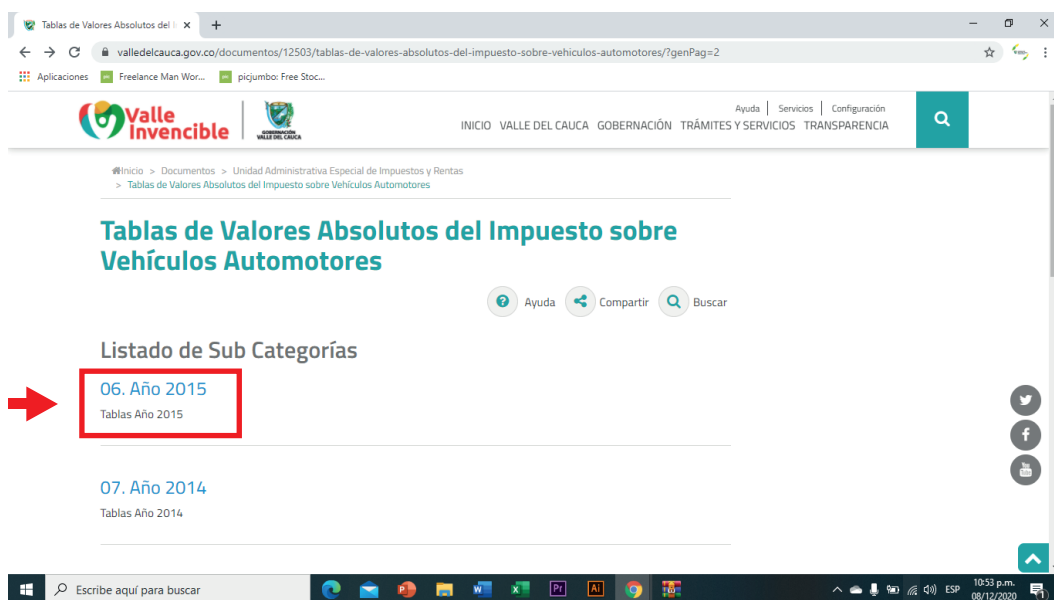 Tablas de Valores Absolutos del I
valledelcauca.gov.co/documentos/12503/tablas-de-valores-absolutos-del-impuesto-sobre-vehiculos-automotores/?genPag=2
Aplicaciones
Freelance Man Wor...
picjumbo: Free Stoc...
Valle
Invencible
GOBERNACIÓN
VALLE DEL CAUCA
Ayuda
Servicios
Configuración
INICIO VALLE DEL CAUCA GOBERNACIÓN TRÁMITES Y SERVICIOS TRANSPARENCIA
Inicio > Documentos > Unidad Administrativa Especial de Impuestos y Rentas
> Tablas de Valores Absolutos del Impuesto sobre Vehículos Automotores
Tablas de Valores Absolutos del Impuesto sobre
Vehículos Automotores
Ayuda
Compartir
Buscar
Listado de Sub Categorías
06. Año 2015
Tablas Año 2015
07. Año 2014
Tablas Año 2014
Escribe aquí para buscar
ESP
10:53 p.m.
08/12/2020